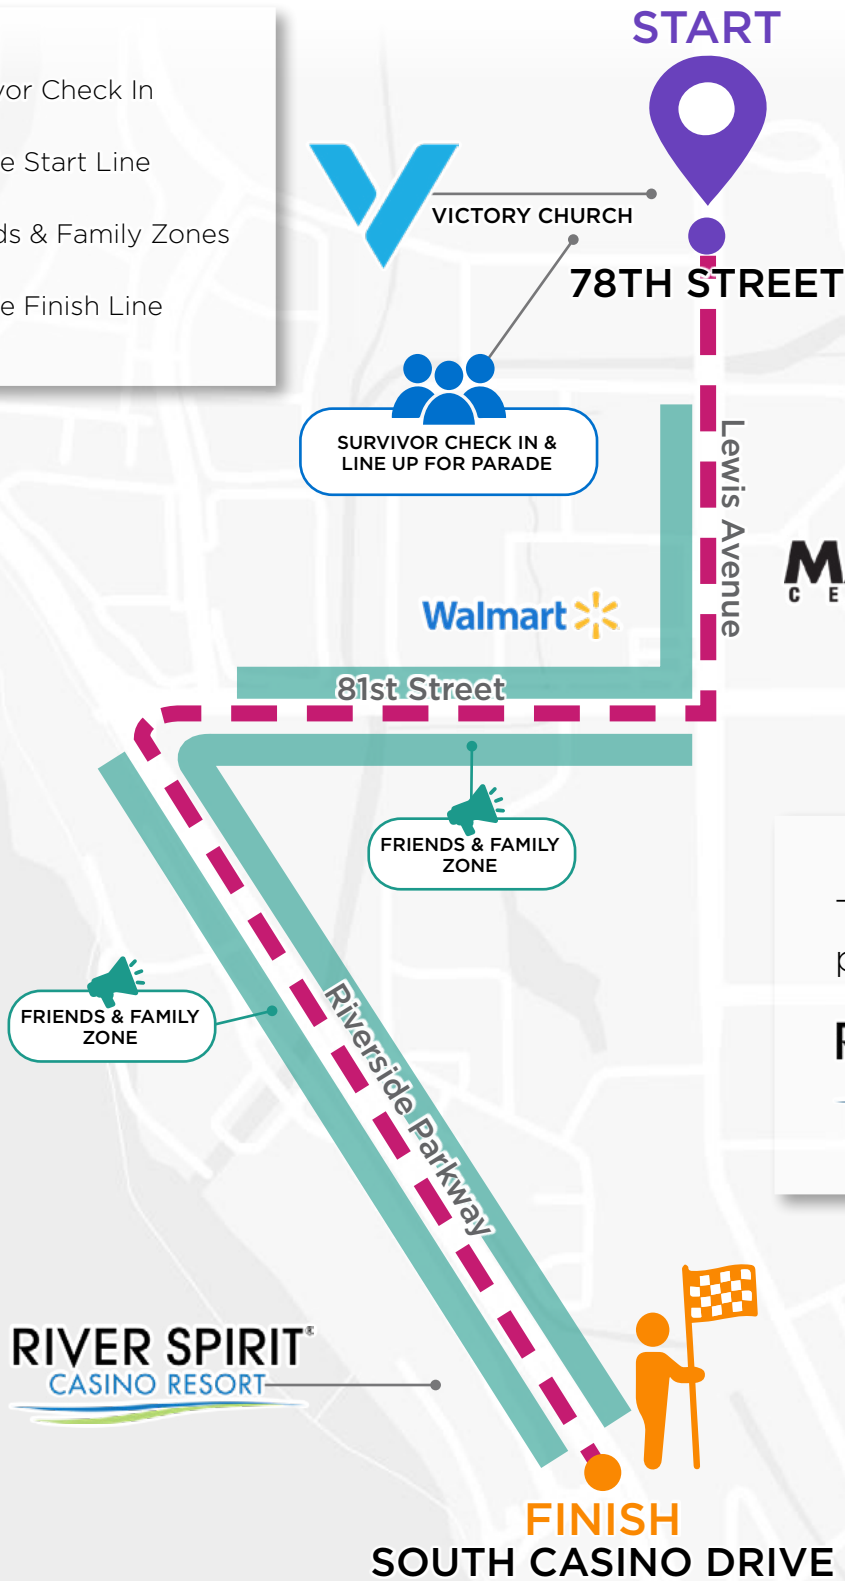 START
Check In
Start Line
& Family Zones
Finish Line
VICTORY CHURCH
78TH STREET
SURVIVOR CHECK IN &
LINE UP FOR PARADE
Lewis Avenue
Walmart
81st Street
FRIENDS & FAMILY
ZONE
FRIENDS & FAMILY
ZONE
Riverside Parkway
RIVER SPIRIT®
CASINO RESORT
FINISH
SOUTH CASINO DRIVE